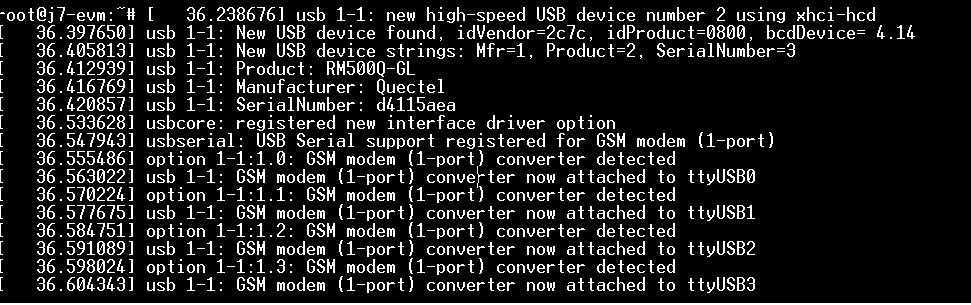 root@j7-evm:~# [   36.238676] usb 1-1: new high-speed USB device number 2 using xhci-hcd
[   36.397650] usb 1-1: New USB device found, idVendor=2c7c, idProduct=0800, bcdDevice= 4.14
[   36.405813] usb 1-1: New USB device strings: Mfr=1, Product=2, SerialNumber=3
[   36.412939] usb 1-1: Product: RM500Q-GL
[   36.416769] usb 1-1: Manufacturer: Quectel
[   36.420857] usb 1-1: SerialNumber: d4115aea
[   36.533628] usbcore: registered new interface driver option
[   36.547943] usbserial: USB Serial support registered for GSM modem (1-port)
[   36.555486] option 1-1:1.0: GSM modem (1-port) converter detected
[   36.563022] usb 1-1: GSM modem (1-port) converter now attached to ttyUSB0
[   36.570224] option 1-1:1.1: GSM modem (1-port) converter detected
[   36.577675] usb 1-1: GSM modem (1-port) converter now attached to ttyUSB1
[   36.584751] option 1-1:1.2: GSM modem (1-port) converter detected
[   36.591089] usb 1-1: GSM modem (1-port) converter now attached to ttyUSB2
[   36.598024] option 1-1:1.3: GSM modem (1-port) converter detected
[   36.604343] usb 1-1: GSM modem (1-port) converter now attached to ttyUSB3